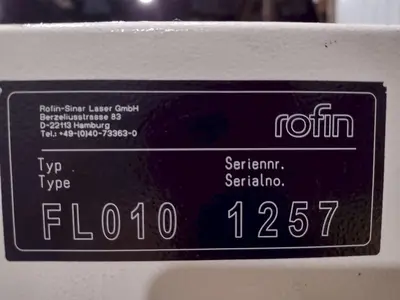 Rofin-Sinar Laser GmbH
Berzeliusstrasse 83
D-22113 Hamburg
Tel.: +49-(0)40-73363-0
rofin
Typ Seriennr.
Type Serialno.
FL010 1257